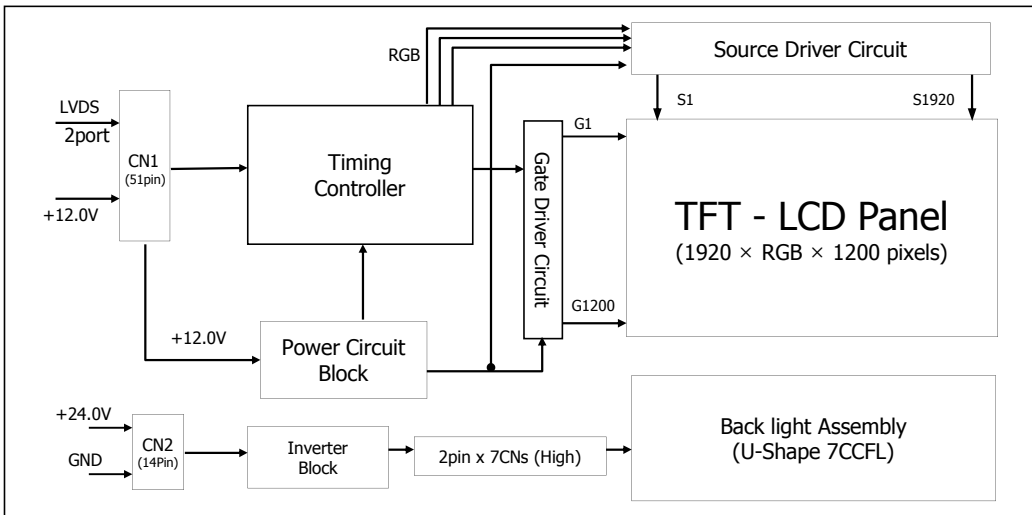 RGB
Source Driver Circuit
S1
S1920
LVDS
2port
CN1
(51pin)
+12.0V
Timing
Controller
Gate Driver Circuit
G1
G1200
TFT - LCD Panel
(1920 × RGB × 1200 pixels)
+12.0V
Power Circuit
Block
+24.0V
GND
CN2
(14Pin)
Inverter
Block
2pin x 7CNs (High)
Back light Assembly
(U-Shape 7CCFL)